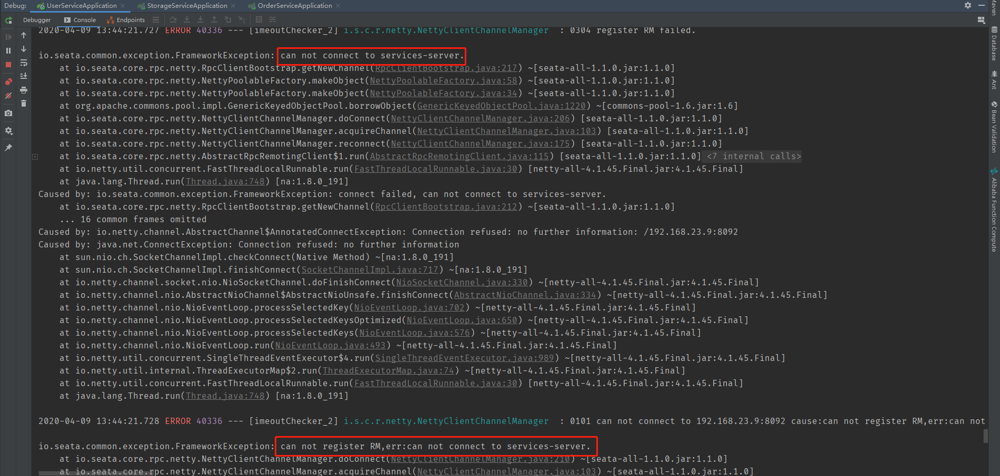 Debug: UserServiceApplication × StorageServiceApplication × OrderServiceApplication ×
Debugger Console Endpoints
2020-04-09 13:44:21.727 ERROR 40336 --- [imeoutChecker_2] i.s.c.r.netty.NettyClientChannelManager : 0304 register RM failed.
io.seata.common.exception.FrameworkException: can not connect to services-server.
at io.seata.core.rpc.netty.RpcClientBootstrap.getNewChannel(RpcClientBootstrap.java:217) ~[seata-all-1.1.0.jar:1.1.0]
at io.seata.core.rpc.netty.NettyPoolableFactory.makeObject(NettyPoolableFactory.java:58) ~[seata-all-1.1.0.jar:1.1.0]
at io.seata.core.rpc.netty.NettyPoolableFactory.makeObject(NettyPoolableFactory.java:34) ~[seata-all-1.1.0.jar:1.1.0]
at org.apache.commons.pool.impl.GenericKeyedObjectPool.borrowObject(GenericKeyedObjectPool.java:1220) ~[commons-pool-1.6.jar:1.6]
at io.seata.core.rpc.netty.NettyClientChannelManager.doConnect(NettyClientChannelManager.java:206) [seata-all-1.1.0.jar:1.1.0]
at io.seata.core.rpc.netty.NettyClientChannelManager.acquireChannel(NettyClientChannelManager.java:103) [seata-all-1.1.0.jar:1.1.0]
at io.seata.core.rpc.netty.NettyClientChannelManager.reconnect(NettyClientChannelManager.java:175) [seata-all-1.1.0.jar:1.1.0]
at io.seata.core.rpc.netty.AbstractRpcRemotingClient$1.run(AbstractRpcRemotingClient.java:115) [seata-all-1.1.0.jar:1.1.0] <7 internal calls>
at io.netty.util.concurrent.FastThreadLocalRunnable.run(FastThreadLocalRunnable.java:30) [netty-all-4.1.45.Final.jar:4.1.45.Final]
at java.lang.Thread.run(Thread.java:748) [na:1.8.0_191]
Caused by: io.seata.common.exception.FrameworkException: connect failed, can not connect to services-server.
at io.seata.core.rpc.netty.RpcClientBootstrap.getNewChannel(RpcClientBootstrap.java:212) ~[seata-all-1.1.0.jar:1.1.0]
... 16 common frames omitted
Caused by: io.netty.channel.AbstractChannel$AnnotatedConnectException: Connection refused: no further information: /192.168.23.9:8092
Caused by: java.net.ConnectException: Connection refused: no further information
at sun.nio.ch.SocketChannelImpl.checkConnect(Native Method) ~[na:1.8.0_191]
at sun.nio.ch.SocketChannelImpl.finishConnect(SocketChannelImpl.java:717) ~[na:1.8.0_191]
at io.netty.channel.socket.nio.NioSocketChannel.doFinishConnect(NioSocketChannel.java:330) ~[netty-all-4.1.45.Final.jar:4.1.45.Final]
at io.netty.channel.nio.AbstractNioChannel$AbstractNioUnsafe.finishConnect(AbstractNioChannel.java:334) ~[netty-all-4.1.45.Final.jar:4.1.45.Final]
at io.netty.channel.nio.NioEventLoop.processSelectedKey(NioEventLoop.java:702) ~[netty-all-4.1.45.Final.jar:4.1.45.Final]
at io.netty.channel.nio.NioEventLoop.processSelectedKeysOptimized(NioEventLoop.java:650) ~[netty-all-4.1.45.Final.jar:4.1.45.Final]
at io.netty.channel.nio.NioEventLoop.processSelectedKeys(NioEventLoop.java:576) ~[netty-all-4.1.45.Final.jar:4.1.45.Final]
at io.netty.channel.nio.NioEventLoop.run(NioEventLoop.java:493) ~[netty-all-4.1.45.Final.jar:4.1.45.Final]
at io.netty.util.concurrent.SingleThreadEventExecutor$4.run(SingleThreadEventExecutor.java:989) ~[netty-all-4.1.45.Final.jar:4.1.45.Final]
at io.netty.util.internal.ThreadExecutorMap$2.run(ThreadExecutorMap.java:74) ~[netty-all-4.1.45.Final.jar:4.1.45.Final]
at io.netty.util.concurrent.FastThreadLocalRunnable.run(FastThreadLocalRunnable.java:30) [netty-all-4.1.45.Final.jar:4.1.45.Final]
at java.lang.Thread.run(Thread.java:748) [na:1.8.0_191]
2020-04-09 13:44:21.728 ERROR 40336 --- [imeoutChecker_2] i.s.c.r.netty.NettyClientChannelManager : 0101 can not connect to 192.168.23.9:8092 cause:can not register RM,err:can not
io.seata.common.exception.FrameworkException: can not register RM,err:can not connect to services-server.
at io.seata.core.rpc.netty.NettyClientChannelManager.doConnect(NettyClientChannelManager.java:210) ~[seata-all-1.1.0.jar:1.1.0]
at io.seata.core.rpc.netty.NettyClientChannelManager.acquireChannel(NettyClientChannelManager.java:103) ~[seata-all-1.1.0.jar:1.1.0]
Maven
Database
Ant
Bean Validation
Alibaba Function Compute